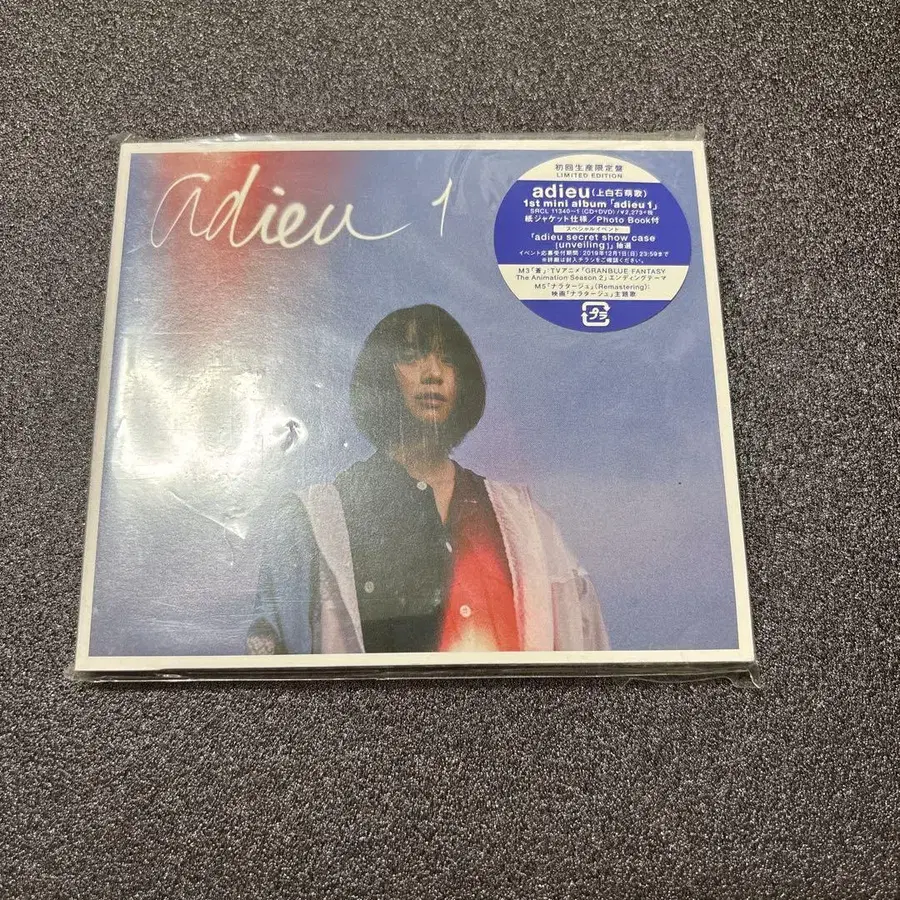 adieu 1
初回生産限定盤
LIMITED EDITION
adieu(上白石萌歌)
1st mini album「adieu 1」
SRCL 11340~1 (CD+DVD)/¥2,273+税
紙ジャケット仕様/Photo Book付
スペシャルイベント
「adieu secret show case
[unveiling]」抽選
イベント応募受付期間:2019年12月1日(日)23:59まで
※詳細は封入チラシをご確認ください。
M3「蒼」:TVアニメ「GRANBLUE FANTASY
The Animation Season 2」エンディングテーマ
M5「ナラタージュ」(Remastering):
映画「ナラタージュ」主題歌
プラ